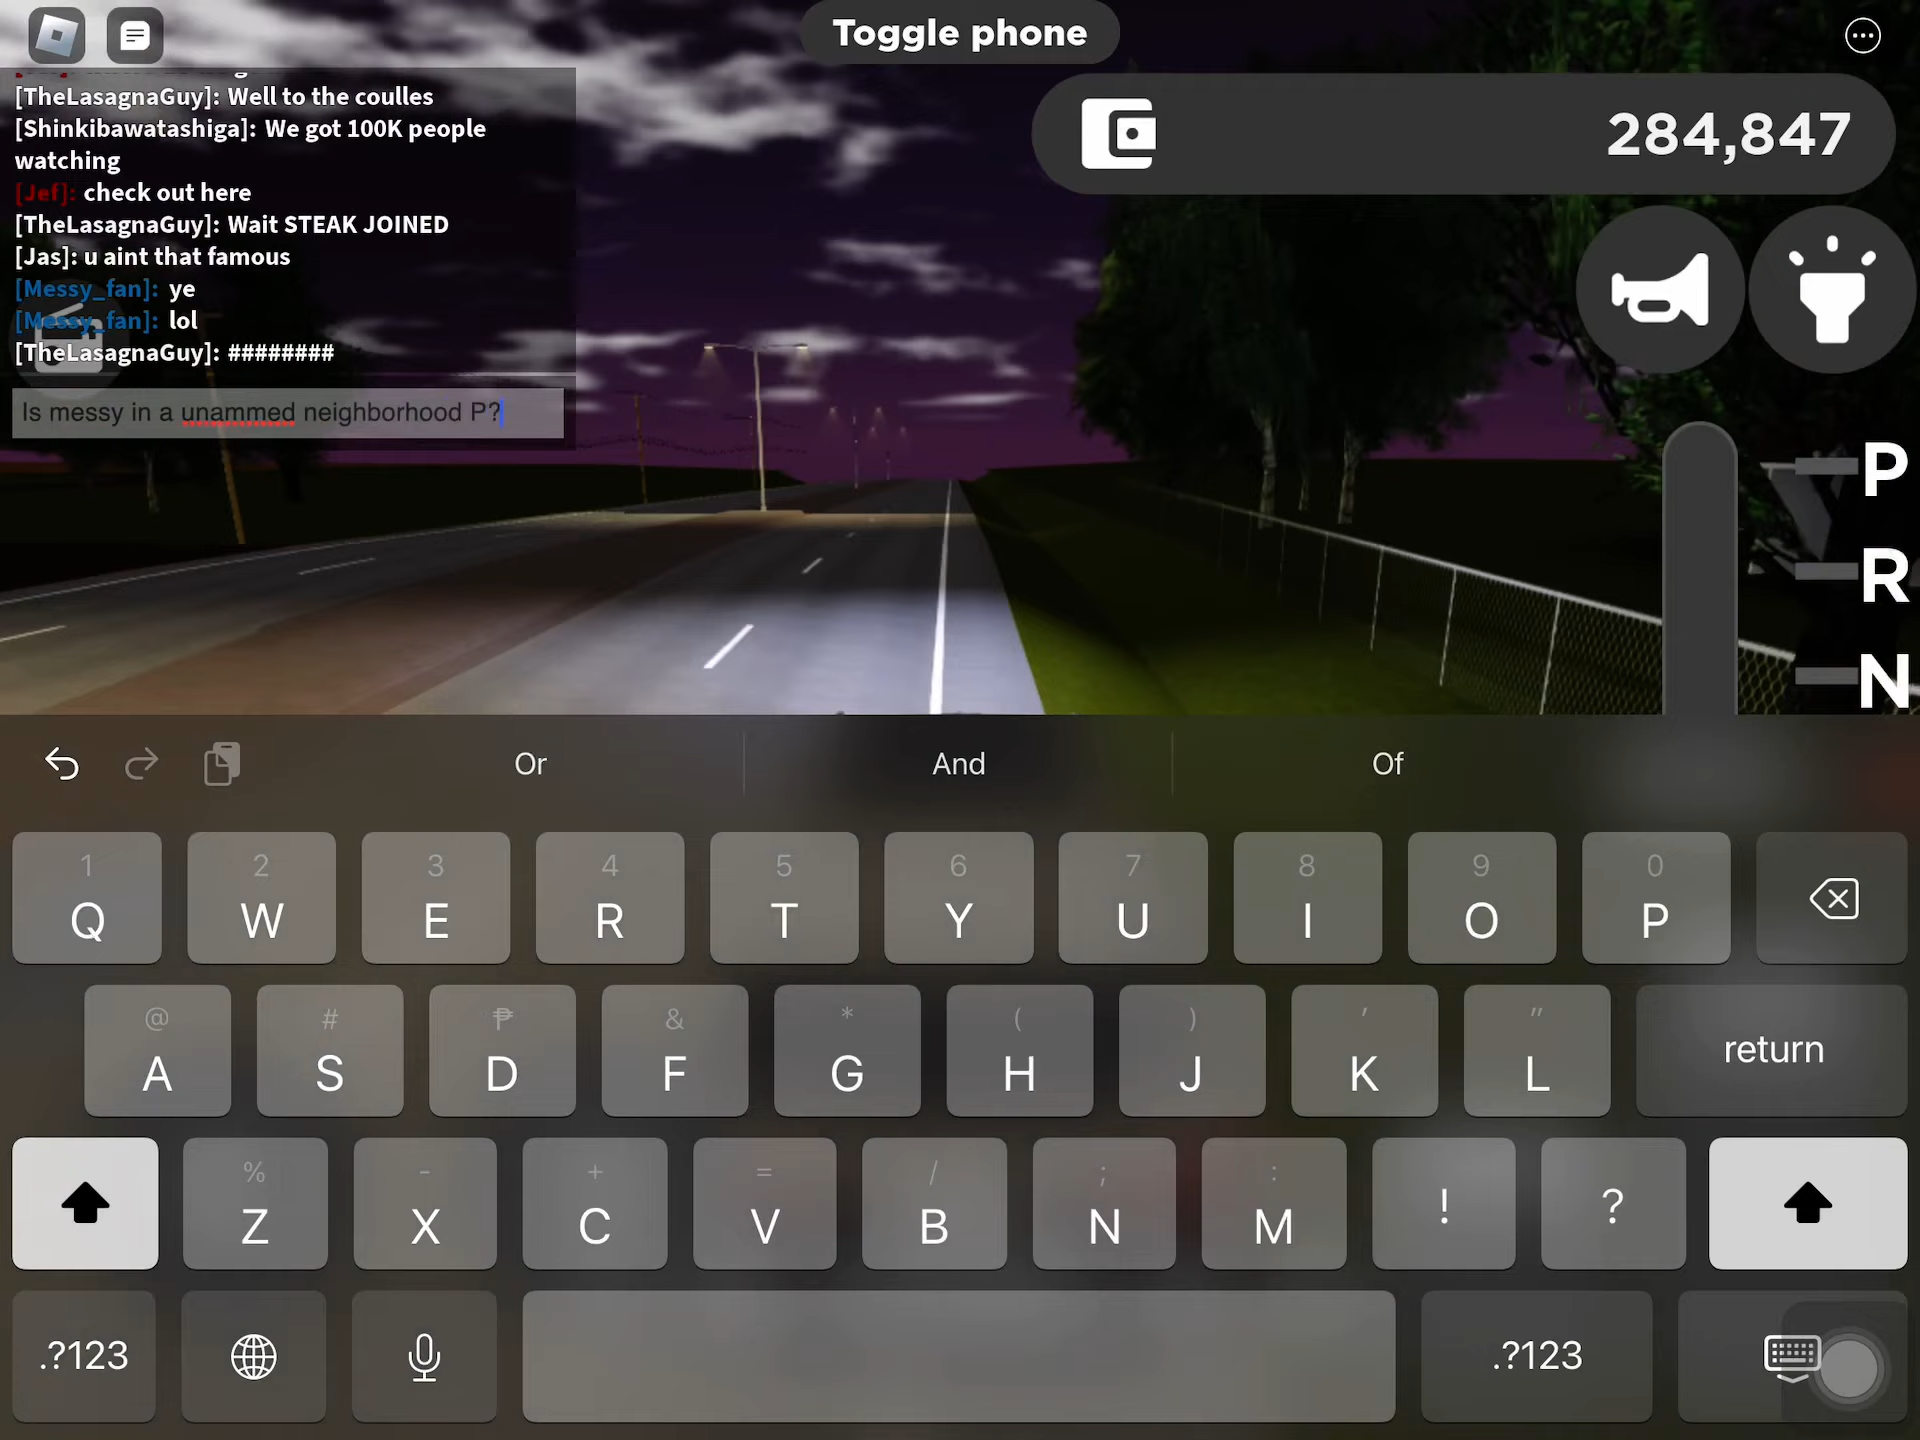 Toggle phone
[TheLasagnaGuy]: Well to the coulles
[Shinkibawatashiga]: We got 100K people
watching
[Jef]: check out here
[TheLasagnaGuy]: Wait STEAK JOINED
[Jas]: u aint that famous
[Messy_fan]: ye
[Messy_fan]: lol
[TheLasagnaGuy]: ########
Is messy in a unammed neighborhood P?
284,847
P
R
N
Or And Of
1 2 3 4 5 6 7 8 9 0
Q W E R T Y U I O P
@ # ₱ & * ( ) ' "
A S D F G H J K L return
% - + = / ; :
Z X C V B N M ! ?
.?123 .?123